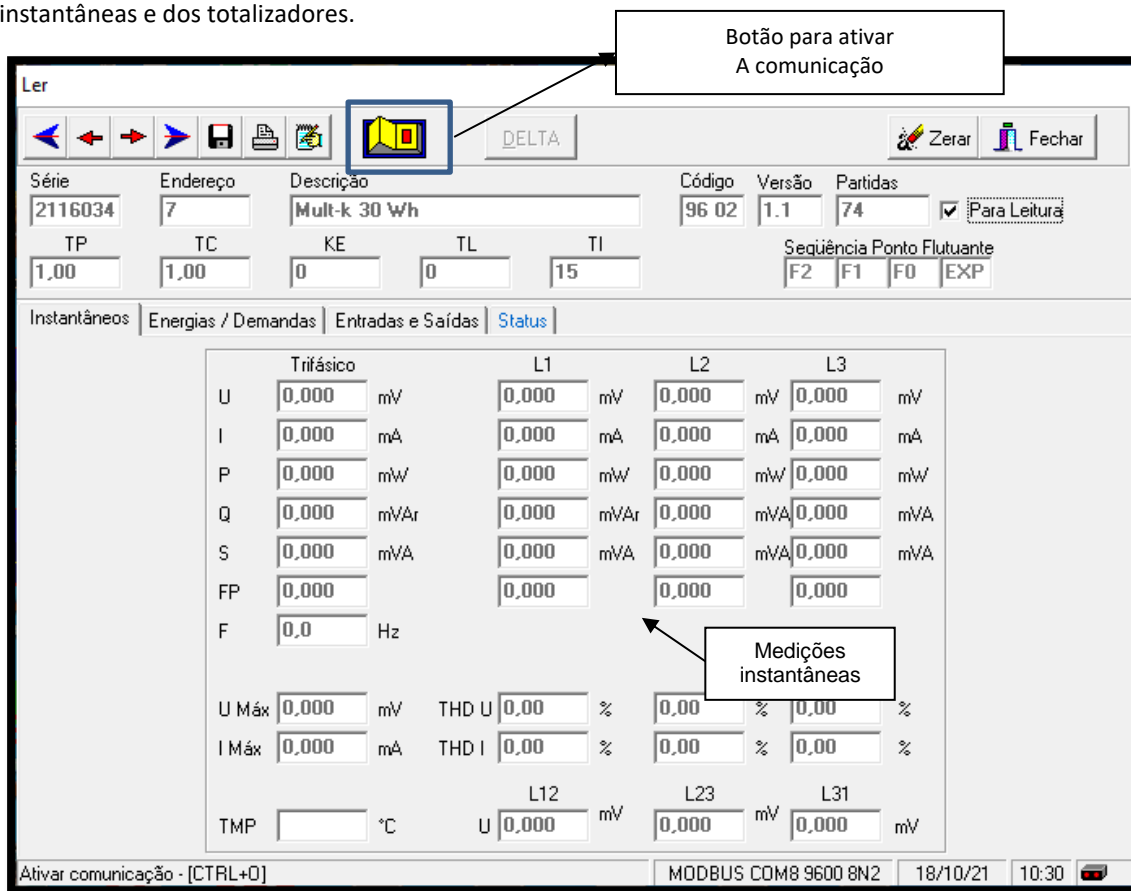 instantâneas e dos totalizadores.
Botão para ativar
A comunicação
Ler
DELTA
Zerar
Fechar
Série Endereço Descrição Código Versão Partidas
2116034 7 Mult-k 30 Wh 96 02 1.1 74 Para Leitura
TP TC KE TL TI Seqüência Ponto Flutuante
1,00 1,00 0 0 15 F2 F1 F0 EXP
Instantâneos Energias / Demandas Entradas e Saídas Status
Trifásico L1 L2 L3
U 0,000 mV 0,000 mV 0,000 mV 0,000 mV
I 0,000 mA 0,000 mA 0,000 mA 0,000 mA
P 0,000 mW 0,000 mW 0,000 mW 0,000 mW
Q 0,000 mVAr 0,000 mVAr 0,000 mVA 0,000 mVA
S 0,000 mVA 0,000 mVA 0,000 mVA 0,000 mVA
FP 0,000 0,000 0,000 0,000
F 0,0 Hz
Medições
instantâneas
U Máx 0,000 mV THD U 0,00 % 0,00 % 0,00 %
I Máx 0,000 mA THD I 0,00 % 0,00 % 0,00 %
L12 L23 L31
TMP °C U 0,000 mV 0,000 mV 0,000 mV
Ativar comunicação - [CTRL+O] MODBUS COM8 9600 8N2 18/10/21 10:30